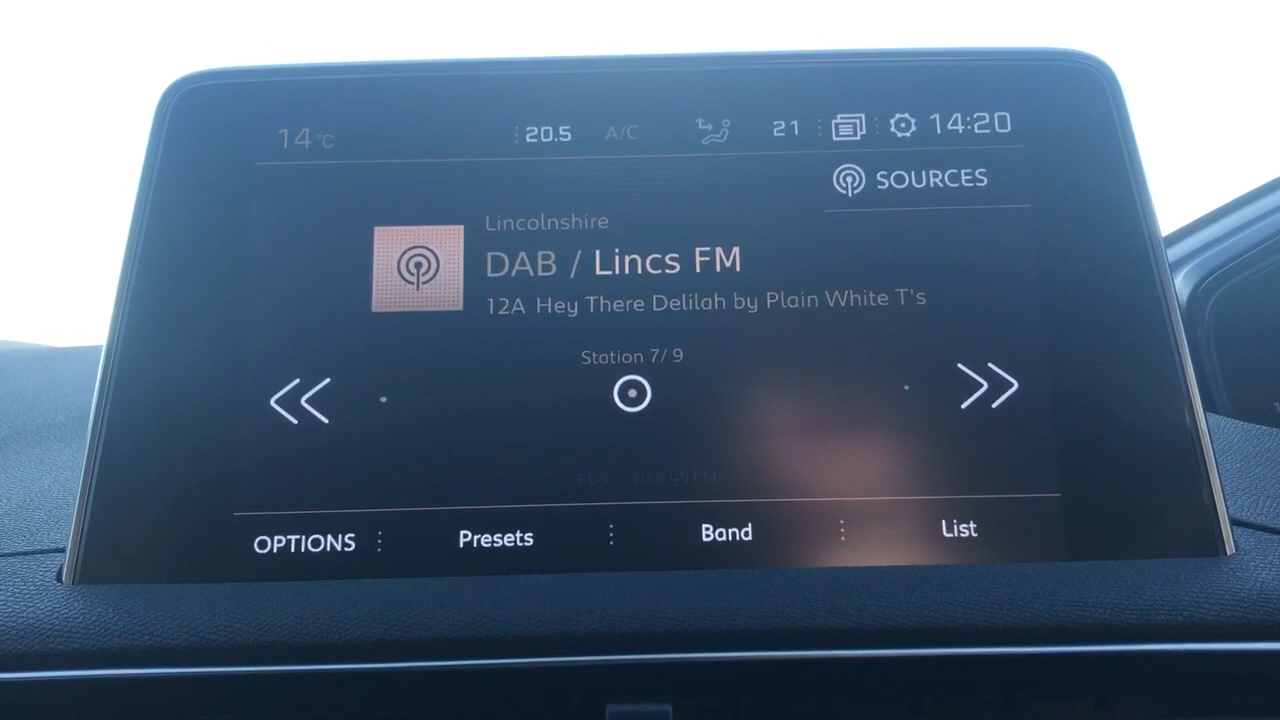 14°C 20.5 A/C 21 14:20
SOURCES
Lincolnshire
DAB / Lincs FM
12A Hey There Delilah by Plain White T's
Station 7/ 9
RDS DAB FM
OPTIONS Presets Band List